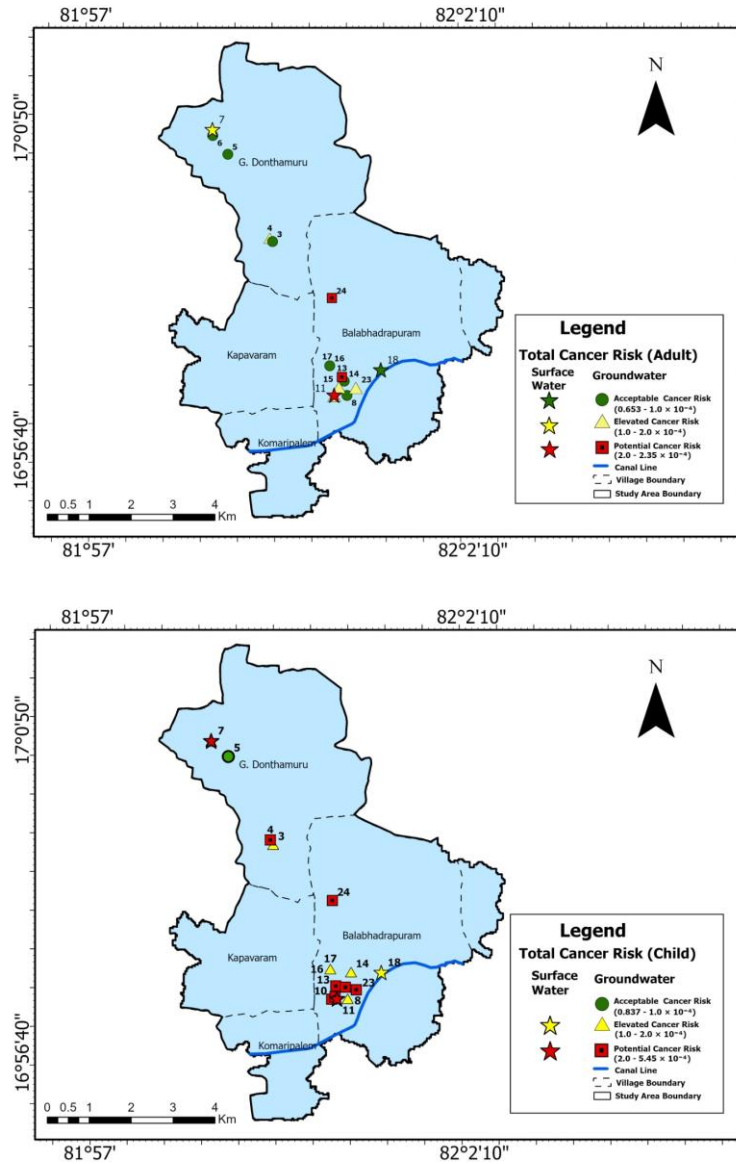 81°57' 82°2'10"
N
17°0'50"
7
6
5
G. Donthamuru
4
3
24
Balabhadrapuram
Kapavaram
17 16
18
13
15 14 23
11
8
Komaripalem
16°56'40"
Legend
Total Cancer Risk (Adult)
Surface Water
Groundwater
Acceptable Cancer Risk
(0.653 - 1.0 × 10⁻⁴)
Elevated Cancer Risk
(1.0 - 2.0 × 10⁻⁴)
Potential Cancer Risk
(2.0 - 2.35 × 10⁻⁴)
Canal Line
Village Boundary
Study Area Boundary
0 0.5 1 2 3 4
Km
81°57' 82°2'10"
81°57' 82°2'10"
N
17°0'50"
7
5
G. Donthamuru
4
3
24
Balabhadrapuram
Kapavaram
17
16 14 18
13
10 23
8
11
Komaripalem
16°56'40"
Legend
Total Cancer Risk (Child)
Surface Water
Groundwater
Acceptable Cancer Risk
(0.837 - 1.0 × 10⁻⁴)
Elevated Cancer Risk
(1.0 - 2.0 × 10⁻⁴)
Potential Cancer Risk
(2.0 - 5.45 × 10⁻⁴)
Canal Line
Village Boundary
Study Area Boundary
0 0.5 1 2 3 4
Km
81°57' 82°2'10"